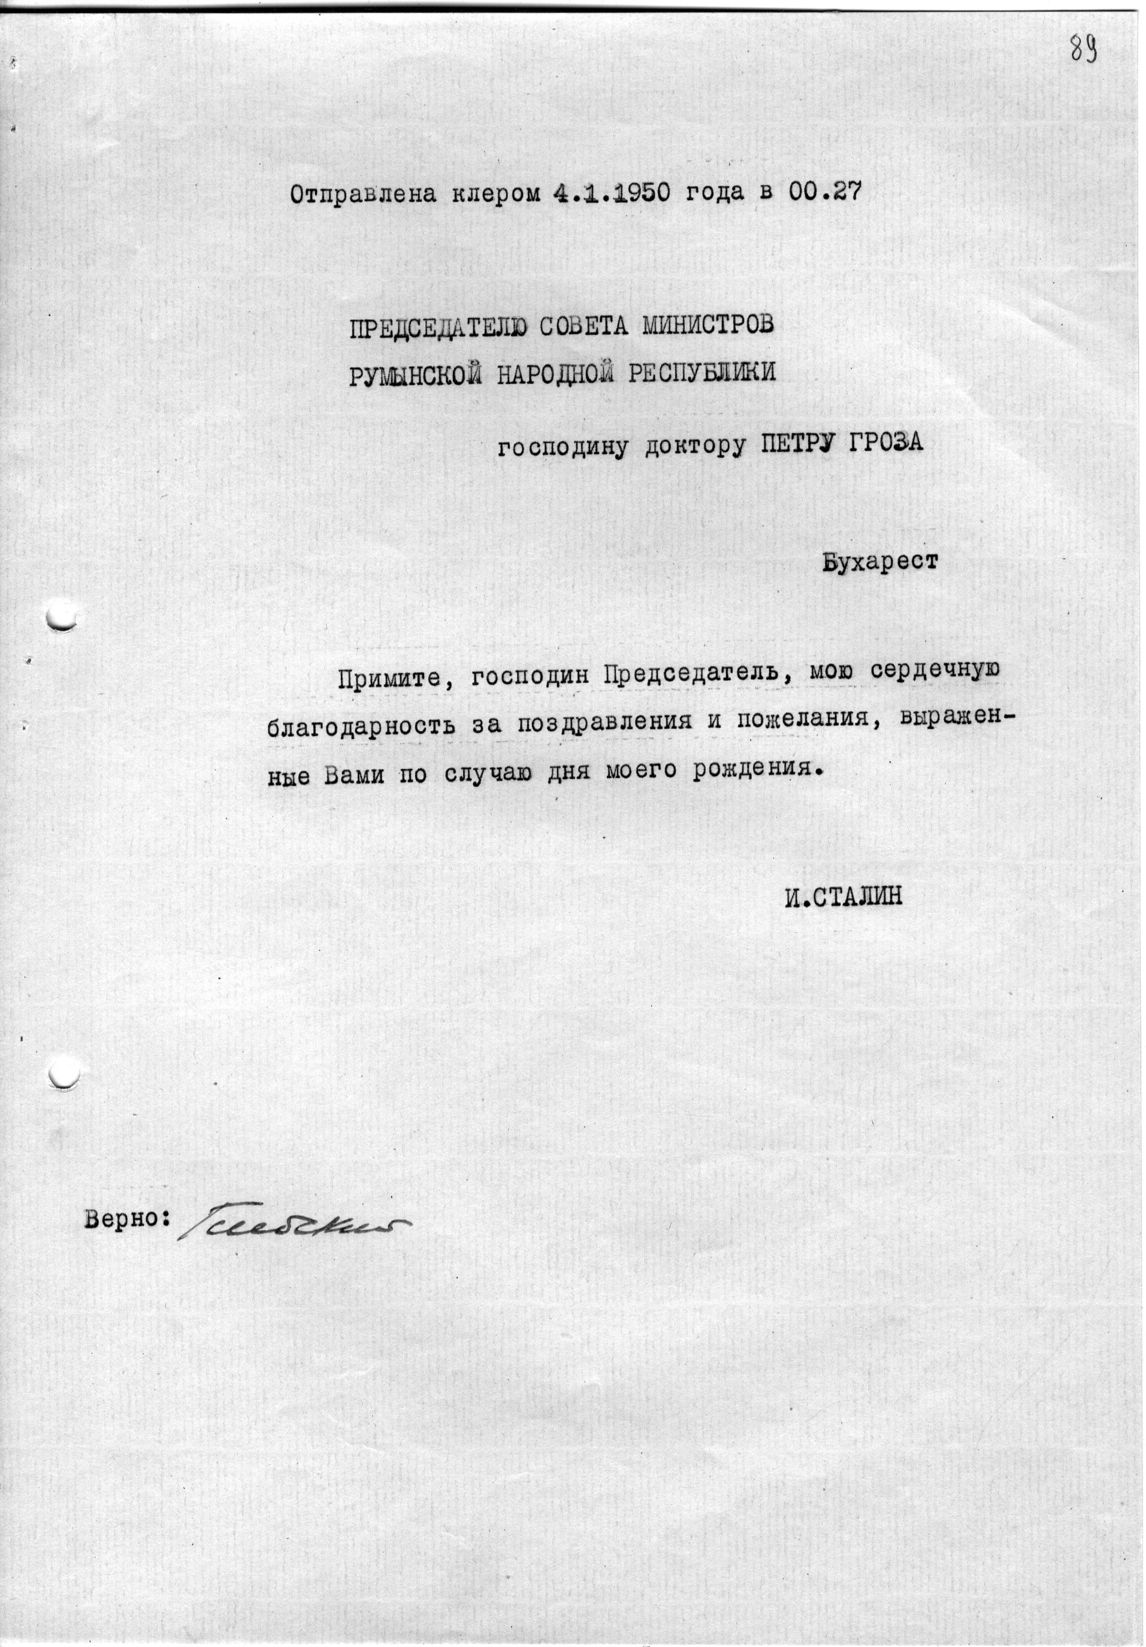 89
Отправлена клером 4.1.1950 года в 00.27
ПРЕДСЕДАТЕЛЮ СОВЕТА МИНИСТРОВ
РУМЫНСКОЙ НАРОДНОЙ РЕСПУБЛИКИ
господину доктору ПЕТРУ ГРОЗА
Бухарест
Примите, господин Председатель, мою сердечную
благодарность за поздравления и пожелания, выражен-
ные Вами по случаю дня моего рождения.
И.СТАЛИН
Верно: